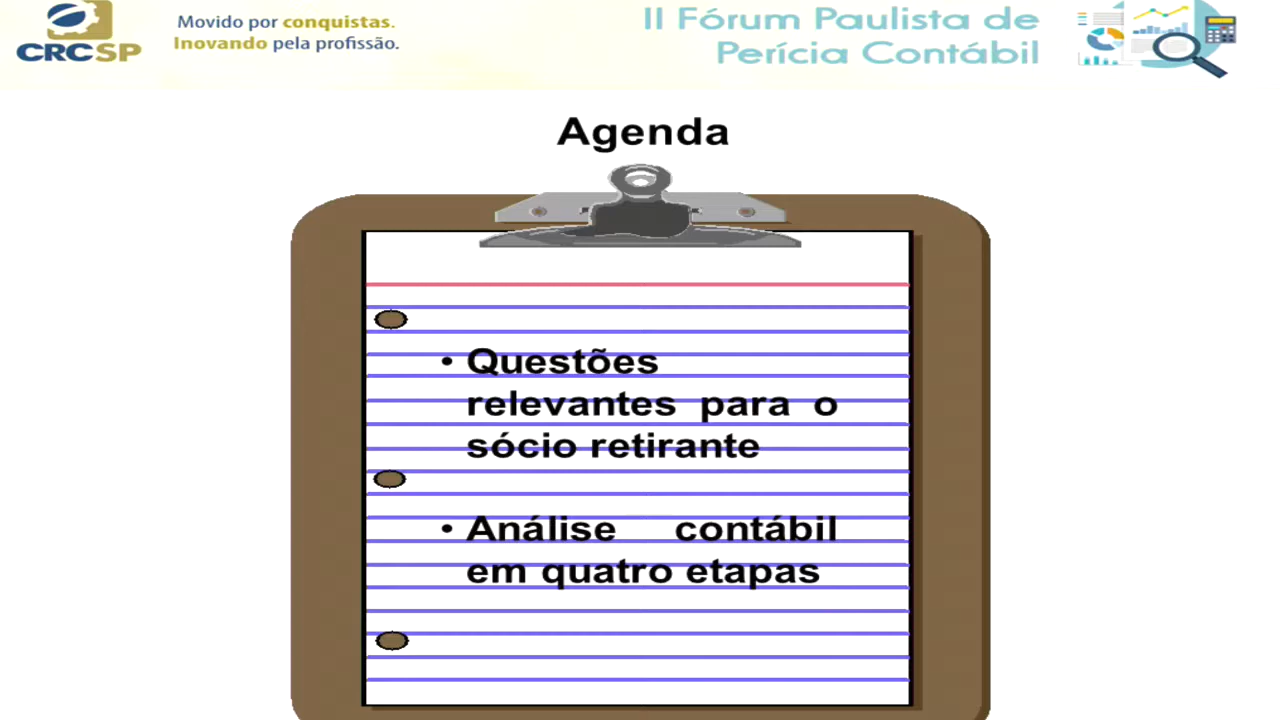 CRCSP
Movido por conquistas.
Inovando pela profissão.
II Fórum Paulista de
Perícia Contábil
Agenda
• Questões
relevantes para o
sócio retirante
• Análise contábil
em quatro etapas